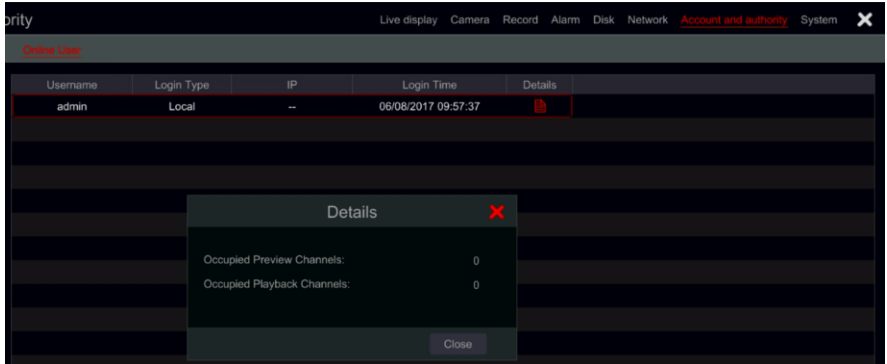 ority Live display Camera Record Alarm Disk Network Account and authority System
Online User
Username Login Type IP Login Time Details
admin Local -- 06/08/2017 09:57:37
Details
Occupied Preview Channels: 0
Occupied Playback Channels: 0
Close